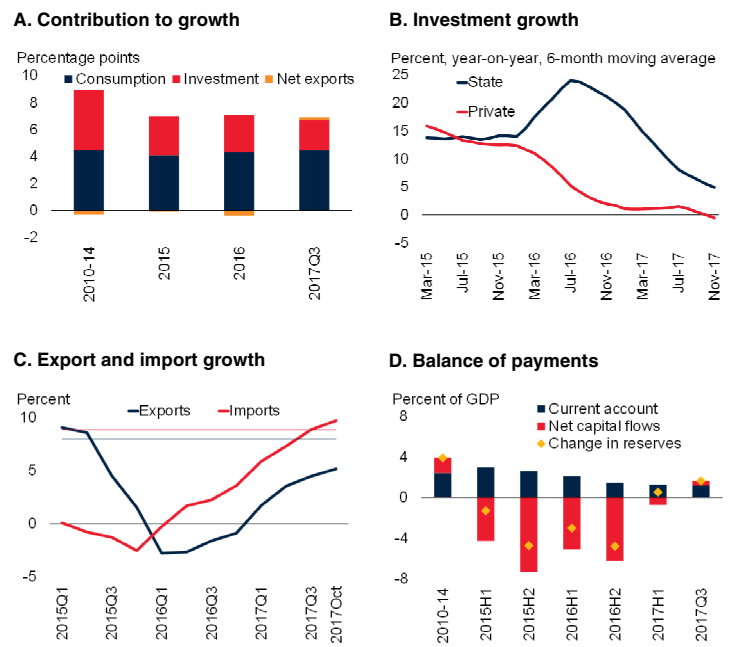 A. Contribution to growth
Percentage points
Consumption Investment Net exports
10
8
6
4
2
0
-2
2010-14
2015
2016
2017Q3
B. Investment growth
Percent, year-on-year, 6-month moving average
State
Private
25
20
15
10
5
0
-5
Mar-15
Jul-15
Nov-15
Mar-16
Jul-16
Nov-16
Mar-17
Jul-17
Nov-17
C. Export and import growth
Percent
Exports Imports
10
5
0
-5
2015Q1
2015Q3
2016Q1
2016Q3
2017Q1
2017Q3
2017Oct
D. Balance of payments
Percent of GDP
Current account
Net capital flows
Change in reserves
8
4
0
-4
-8
2010-14
2015H1
2015H2
2016H1
2016H2
2017H1
2017Q3